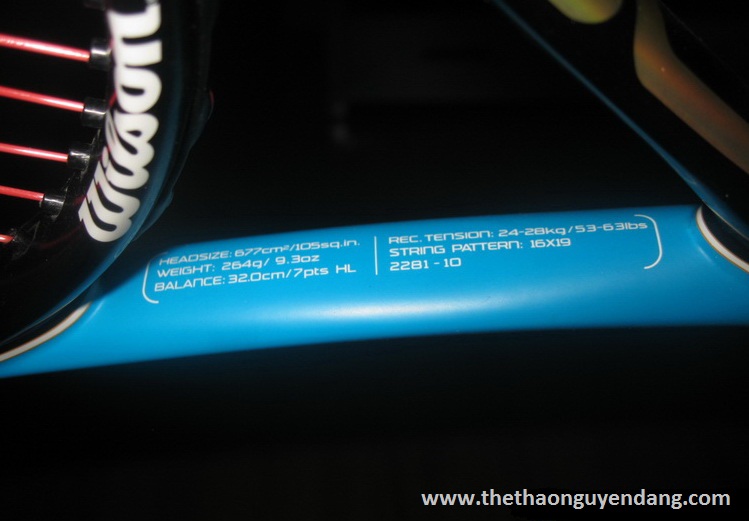 Wilson
HEADSIZE: 677cm²/105sq.in.
WEIGHT: 264g/ 9.3oz
BALANCE: 32.0cm/7pts HL
REC. TENSION: 24-28kg/53-63lbs
STRING PATTERN: 16X19
2281 - 10
www.thethaonguyendang.com